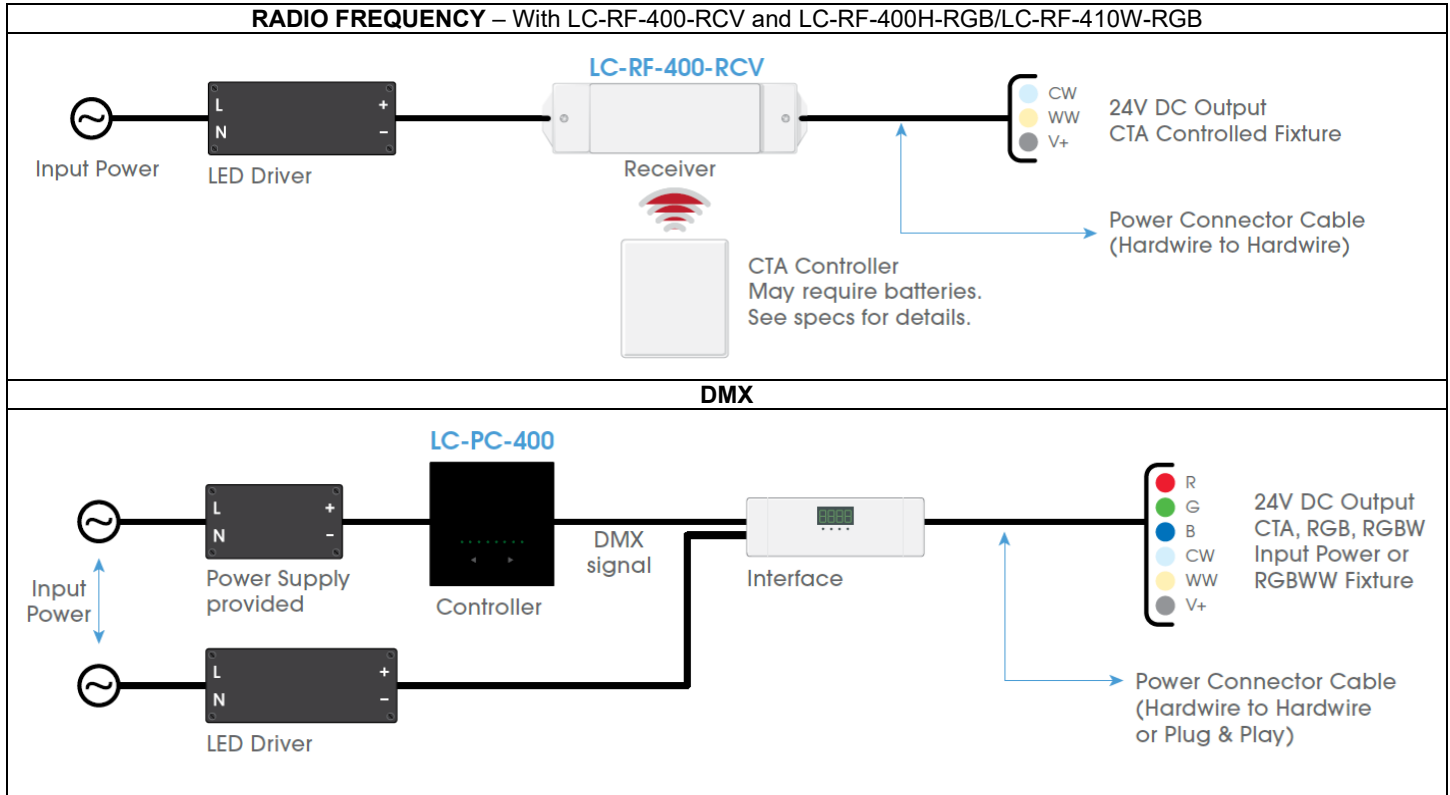 RADIO FREQUENCY – With LC-RF-400-RCV and LC-RF-400H-RGB/LC-RF-410W-RGB
LC-RF-400-RCV
L
+
N
–
Input Power
LED Driver
Receiver
CW
WW
V+
24V DC Output
CTA Controlled Fixture
Power Connector Cable
(Hardwire to Hardwire)
CTA Controller
May require batteries.
See specs for details.
DMX
LC-PC-400
L
+
N
–
Input
Power
Power Supply
provided
Controller
DMX
signal
Interface
R
G
B
CW
WW
V+
24V DC Output
CTA, RGB, RGBW
Input Power or
RGBWW Fixture
L
+
N
–
LED Driver
Power Connector Cable
(Hardwire to Hardwire
or Plug & Play)